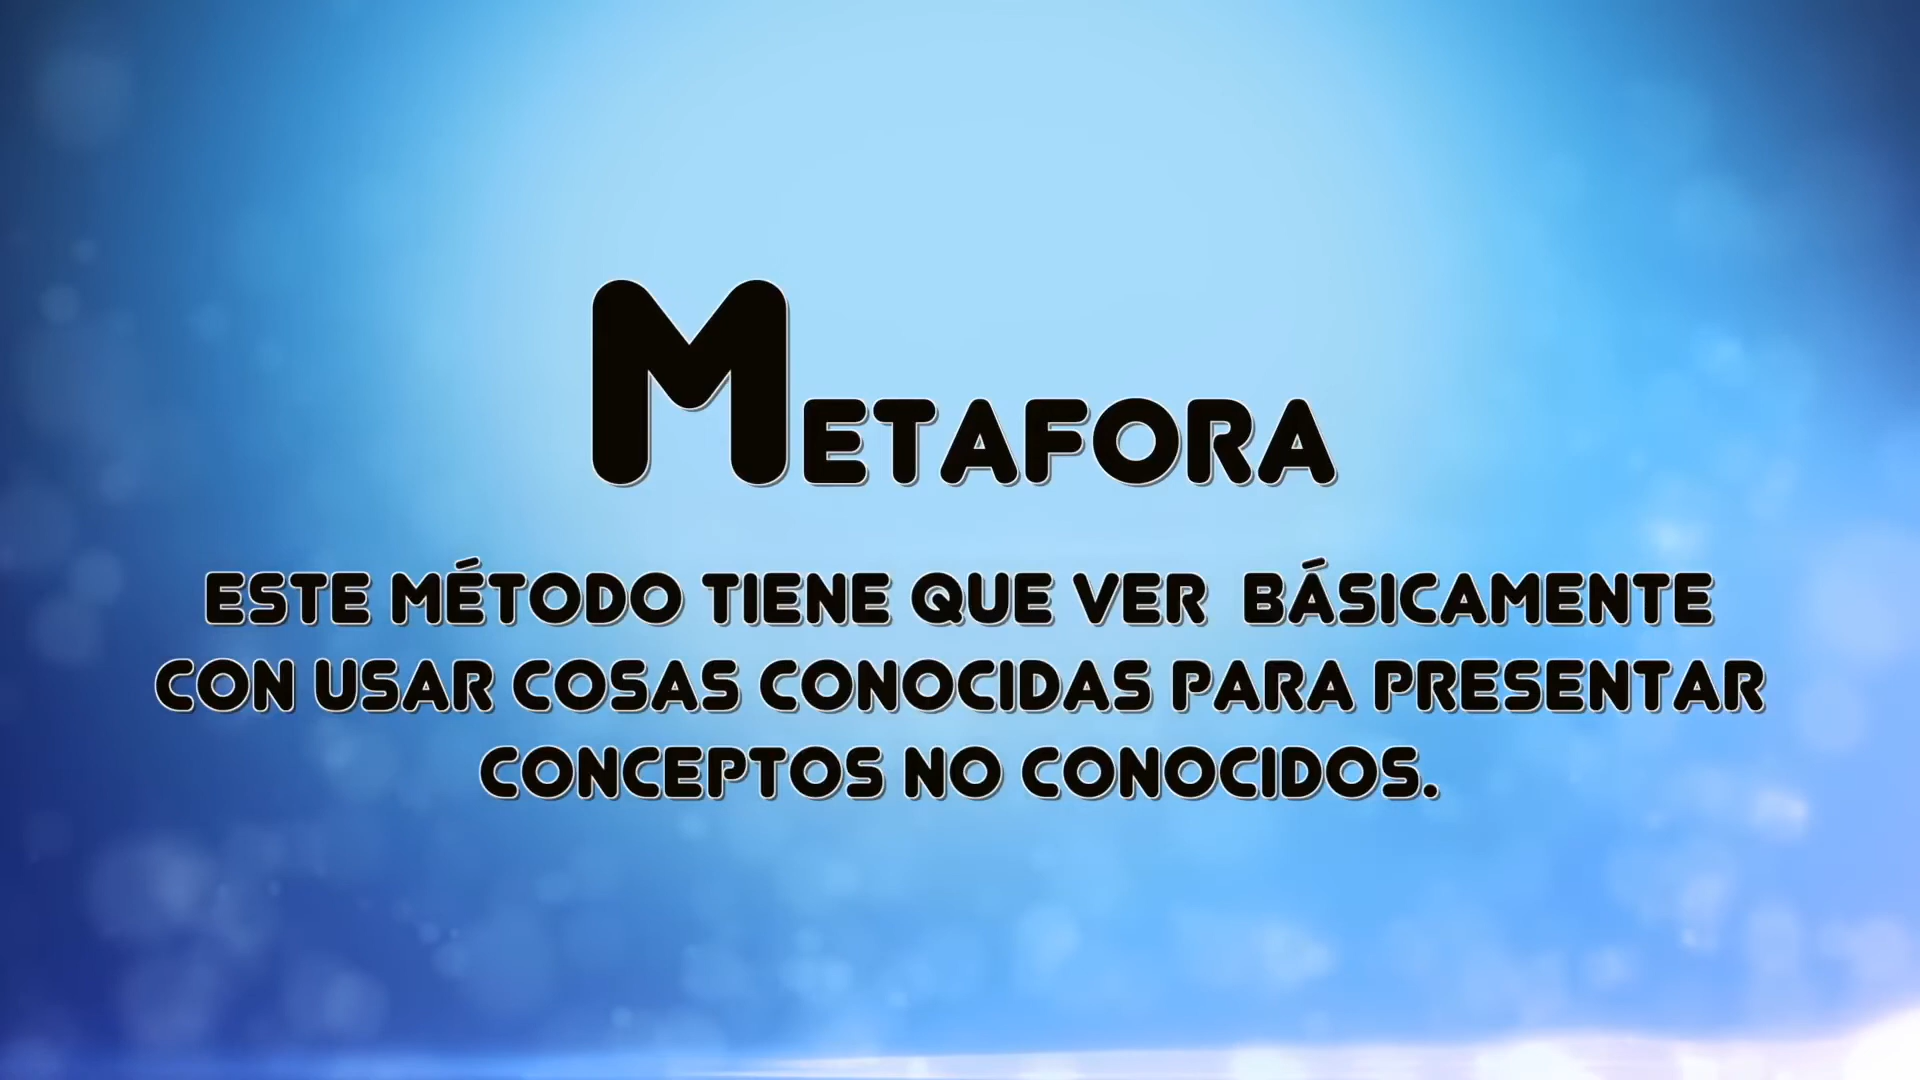 METAFORA
ESTE MÉTODO TIENE QUE VER BÁSICAMENTE
CON USAR COSAS CONOCIDAS PARA PRESENTAR
CONCEPTOS NO CONOCIDOS.